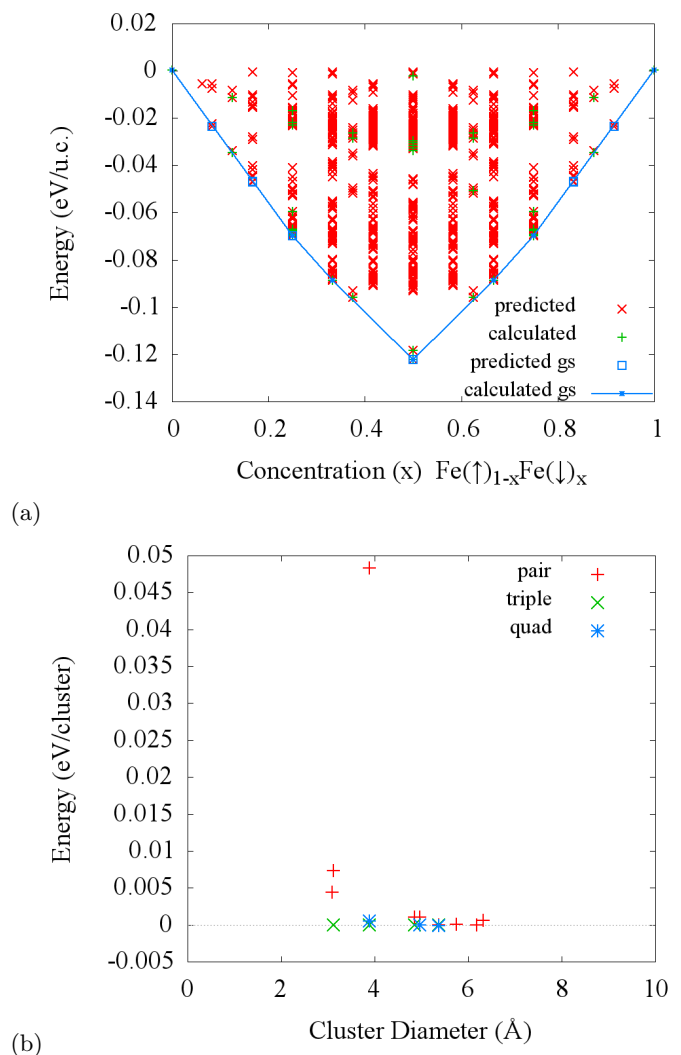 0.02
0
-0.02
-0.04
-0.06
-0.08
-0.1
-0.12
-0.14
Energy (eV/u.c.)
predicted
calculated
predicted gs
calculated gs
0 0.2 0.4 0.6 0.8 1
Concentration (x) Fe(↑)1-xFe(↓)x
(a)
0.05
0.045
0.04
0.035
0.03
0.025
0.02
0.015
0.01
0.005
0
-0.005
Energy (eV/cluster)
pair
triple
quad
0 2 4 6 8 10
Cluster Diameter (Å)
(b)